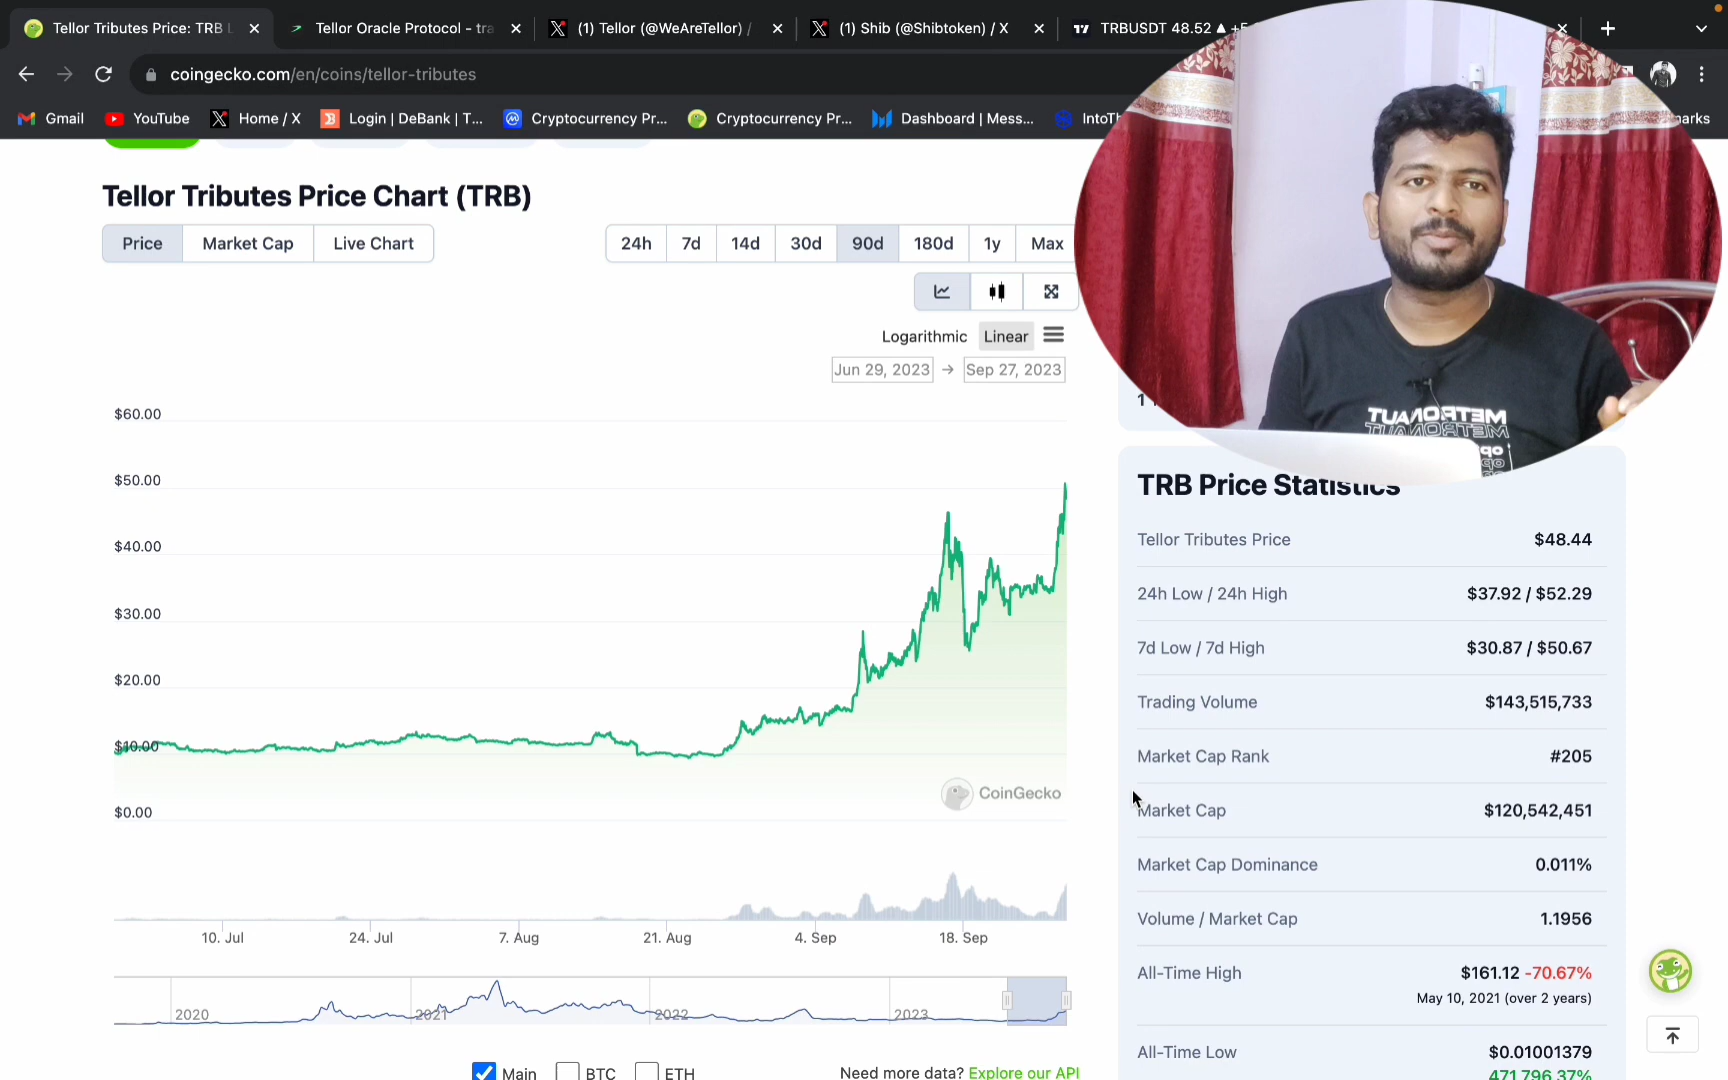 Tellor Tributes Price: TRB
Tellor Oracle Protocol - tra
(1) Tellor (@WeAreTellor) /
(1) Shib (@Shibtoken) / X
TRBUSDT 48.52 ▲
coingecko.com/en/coins/tellor-tributes
Gmail
YouTube
Home / X
Login | DeBank | T...
Cryptocurrency Pr...
Cryptocurrency Pr...
Dashboard | Mess...
Tellor Tributes Price Chart (TRB)
Price
Market Cap
Live Chart
24h
7d
14d
30d
90d
180d
1y
Max
Logarithmic
Linear
Jun 29, 2023 → Sep 27, 2023
$60.00
$50.00
$40.00
$30.00
$20.00
$10.00
$0.00
CoinGecko
10. Jul
24. Jul
7. Aug
21. Aug
4. Sep
18. Sep
2020
2021
2022
2023
Main
BTC
ETH
Need more data? Explore our API
METRONAUT
TRB Price Statistics
Tellor Tributes Price $48.44
24h Low / 24h High $37.92 / $52.29
7d Low / 7d High $30.87 / $50.67
Trading Volume $143,515,733
Market Cap Rank #205
Market Cap $120,542,451
Market Cap Dominance 0.011%
Volume / Market Cap 1.1956
All-Time High $161.12 -70.67%
May 10, 2021 (over 2 years)
All-Time Low $0.01001379
471,796.37%